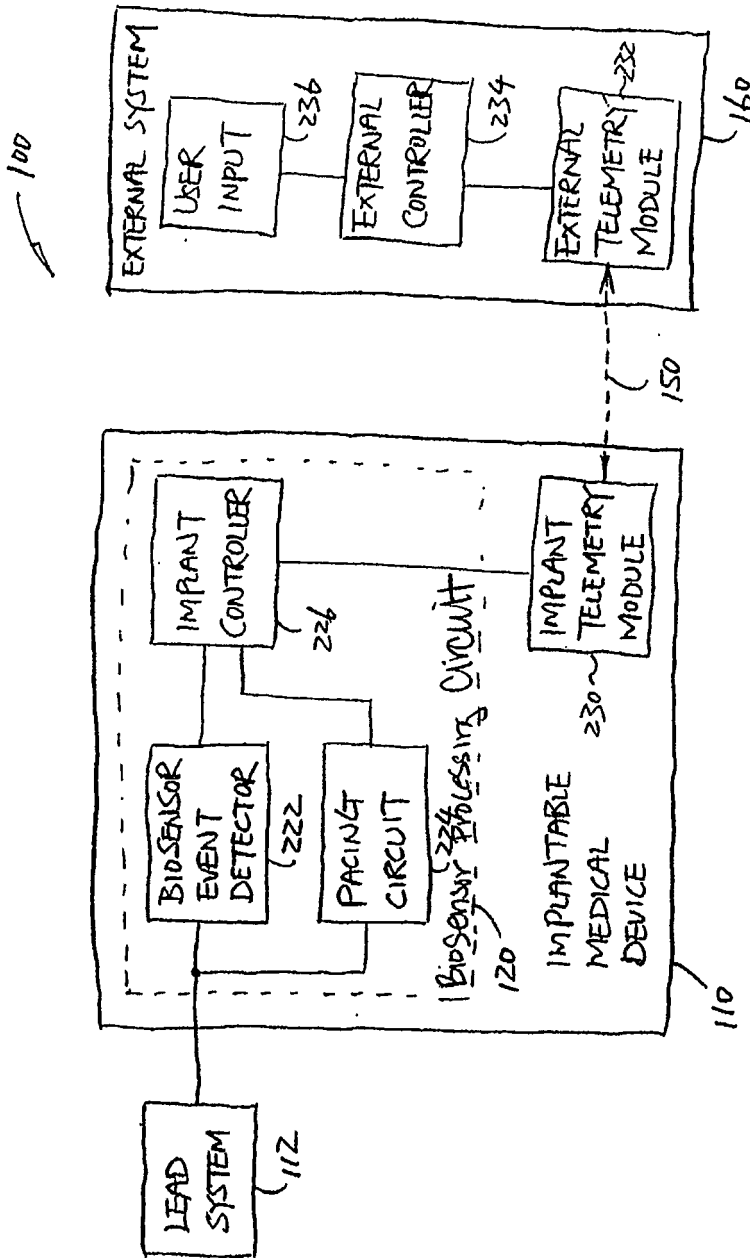 100
LEAD
SYSTEM
112
BIOSENSOR
EVENT
DETECTOR
222
IMPLANT
CONTROLLER
226
PACING
CIRCUIT
224
BioSensor Processing Circuit
120
IMPLANTABLE
MEDICAL
DEVICE
110
IMPLANT
TELEMETRY
MODULE
230
150
EXTERNAL SYSTEM
USER
INPUT
236
EXTERNAL
CONTROLLER
234
EXTERNAL
TELEMETRY
MODULE
232
160